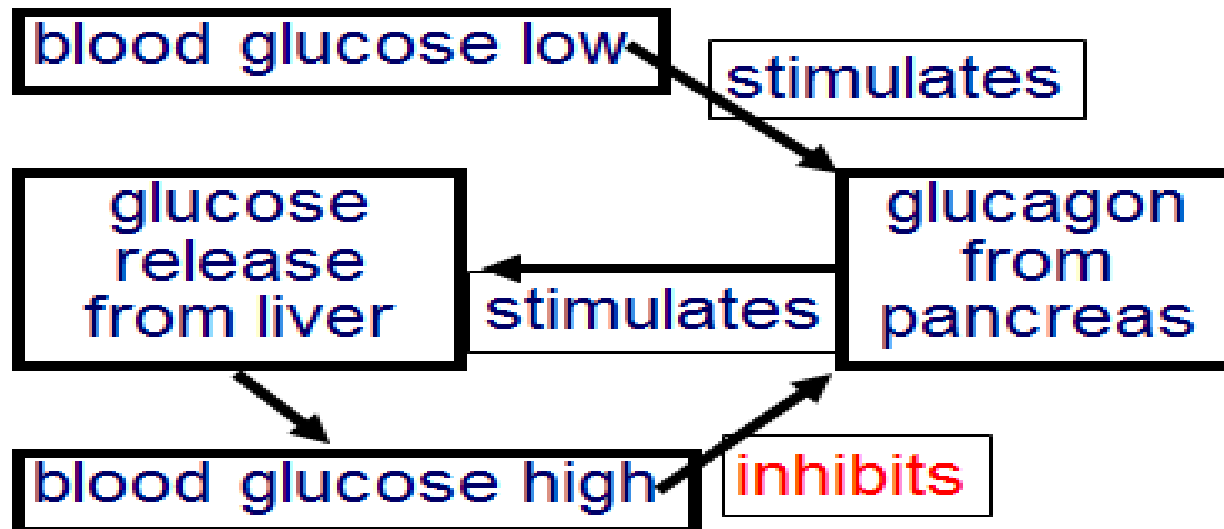 blood glucose low
stimulates
glucose
release
from liver
stimulates
glucagon
from
pancreas
blood glucose high
inhibits